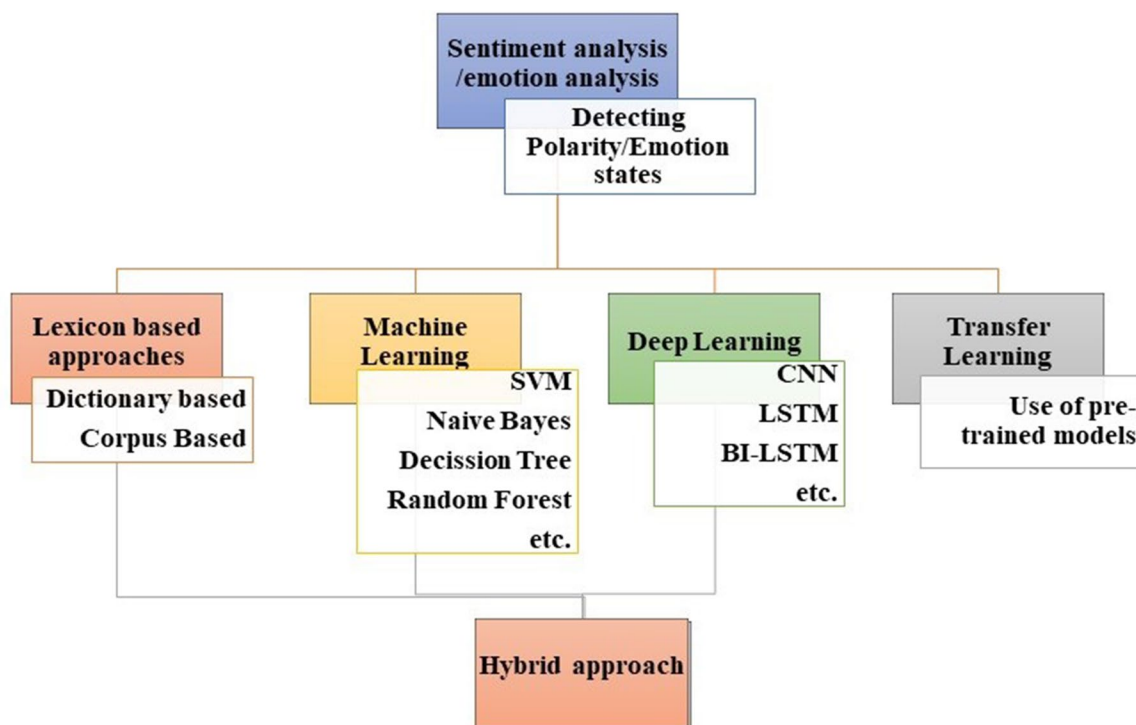 Sentiment analysis
/emotion analysis
Detecting
Polarity/Emotion
states
Lexicon based
approaches
Dictionary based
Corpus Based
Machine
Learning
SVM
Naive Bayes
Decission Tree
Random Forest
etc.
Deep Learning
CNN
LSTM
BI-LSTM
etc.
Transfer
Learning
Use of pre-
trained models
Hybrid approach